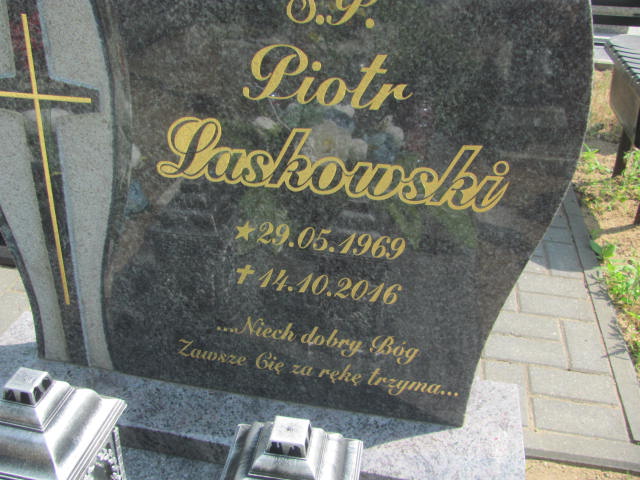 Ś.P.
Piotr
Laskowski
★ 29.05.1969
✝ 14.10.2016
...Niech dobry Bóg
Zawsze Cię za rękę trzyma...